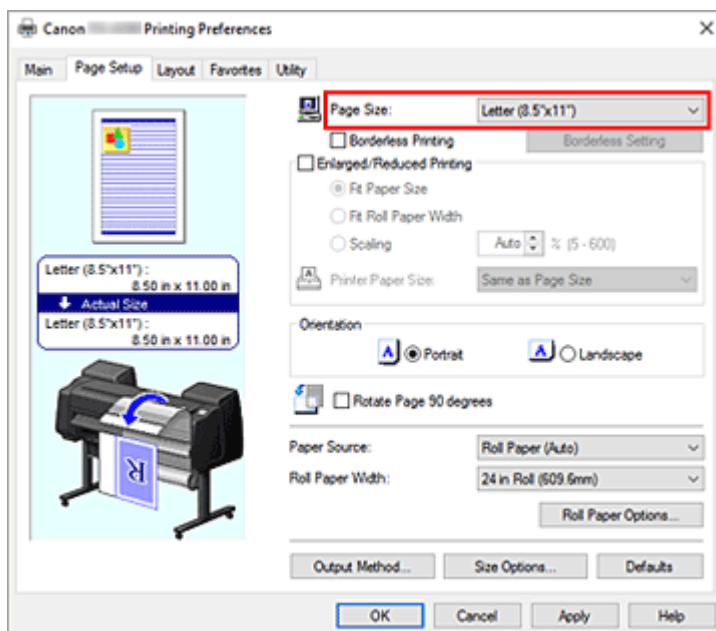 Canon Printing Preferences
Main Page Setup Layout Favorites Utility
Page Size: Letter (8.5"x11")
Borderless Printing Borderless Setting
Enlarged/Reduced Printing
Fit Paper Size
Fit Roll Paper Width
Scaling Auto % (5 - 600)
Printer Paper Size: Same as Page Size
Letter (8.5"x11") :
8.50 in x 11.00 in
Actual Size
Letter (8.5"x11") :
8.50 in x 11.00 in
Orientation
A Portrait A Landscape
Rotate Page 90 degrees
Paper Source: Roll Paper (Auto)
Roll Paper Width: 24 in Roll (609.6mm)
Roll Paper Options...
R
Output Method... Size Options... Defaults
OK Cancel Apply Help